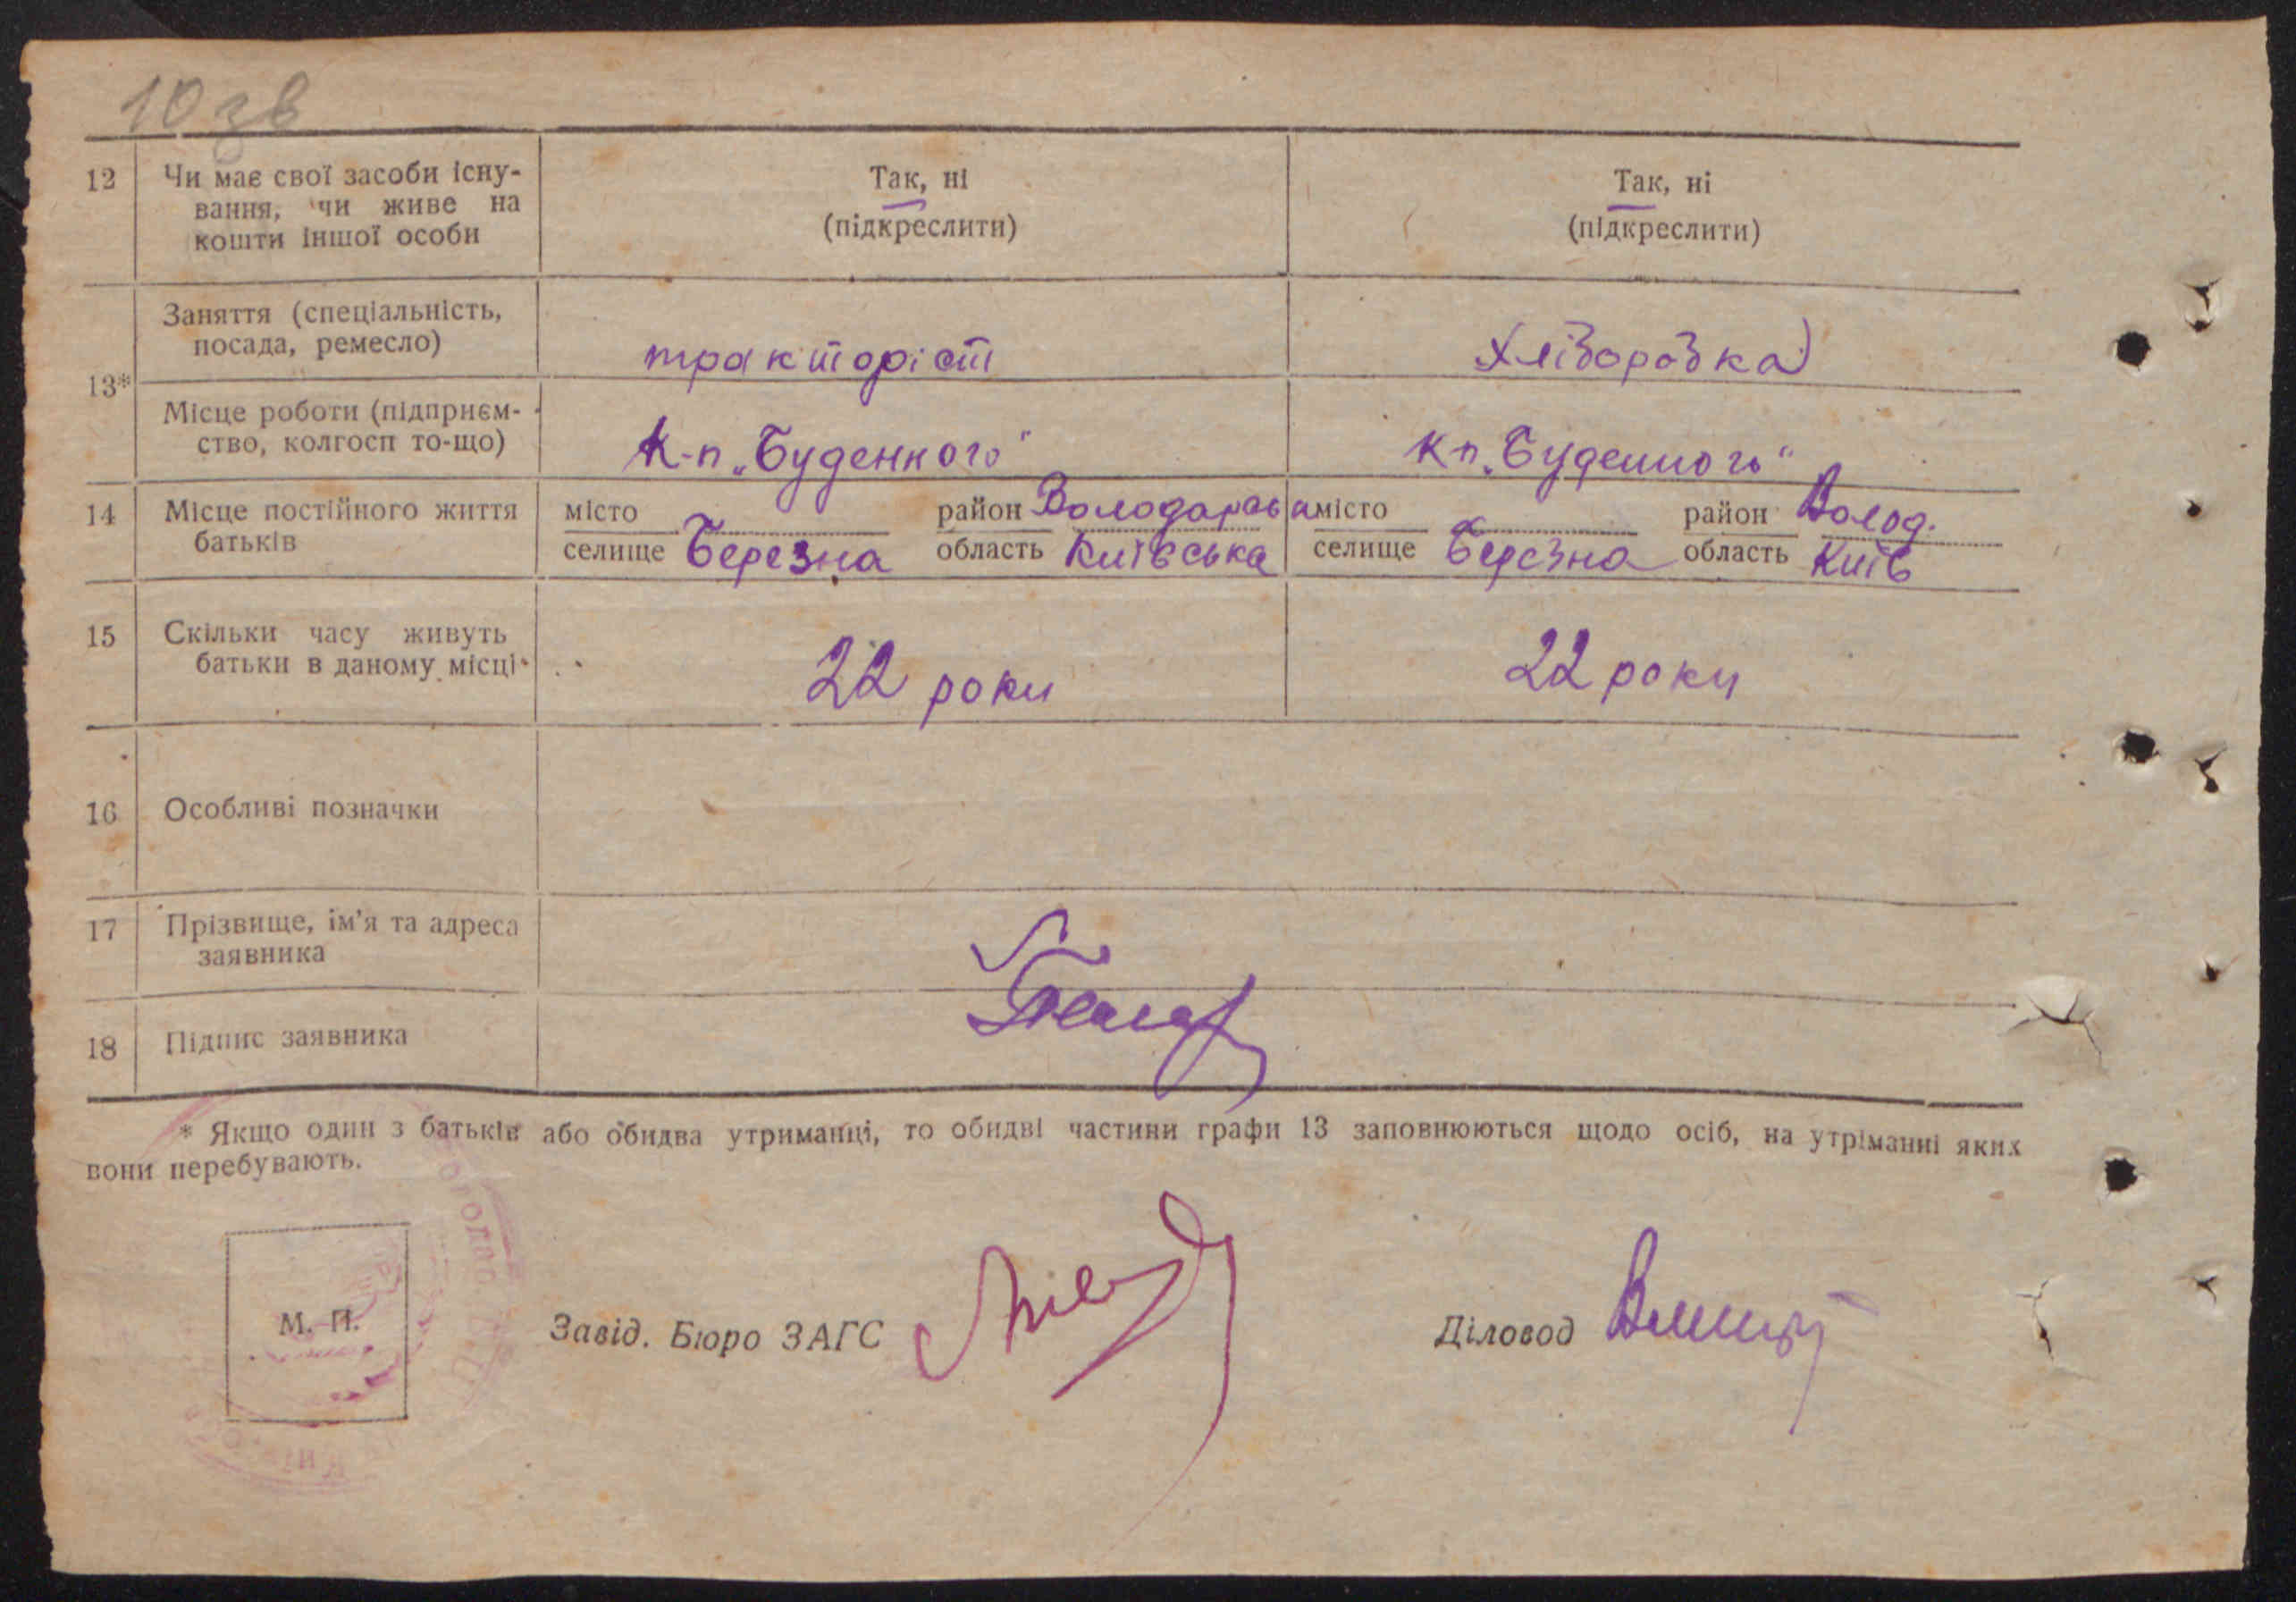 10 зв
12 Чи має свої засоби існу-
вання, чи живе на
кошти іншої особи
Так, ні
(підкреслити)
Так, ні
(підкреслити)
13*
Заняття (спеціальність,
посада, ремесло)
тракторіст
Хліборобка
Місце роботи (підприєм-
ство, колгосп то-що)
К-п „Буденного"
Кп „Буденного"
14 Місце постійного життя
батьків
місто
селище Березна
район Володарськ
область Київська
місто
селище Березна
район Волод.
область Київ
15 Скільки часу живуть
батьки в даному місці
22 роки
22 роки
16 Особливі позначки
17 Прізвище, ім'я та адреса
заявника
18 Підпис заявника
* Якщо один з батьків або обидва утриманці, то обидві частини графи 13 заповнюються щодо осіб, на утріманні яких
вони перебувають.
М. П.
Завід. Бюро ЗАГС
Діловод